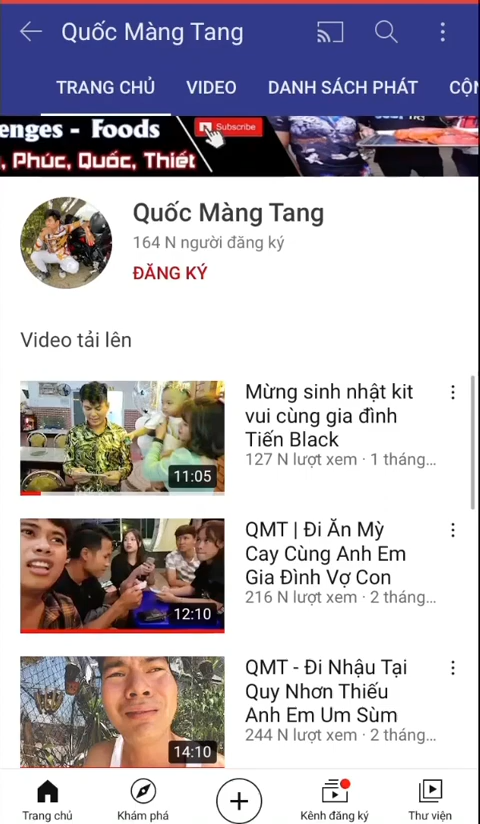 Quốc Màng Tang
TRANG CHỦ VIDEO DANH SÁCH PHÁT CỘN
enges - Foods
Subscribe
, Phúc, Quốc, Thiết
Quốc Màng Tang
164 N người đăng ký
ĐĂNG KÝ
Video tải lên
Mừng sinh nhật kit
vui cùng gia đình
Tiến Black
127 N lượt xem · 1 tháng...
11:05
QMT | Đi Ăn Mỳ
Cay Cùng Anh Em
Gia Đình Vợ Con
216 N lượt xem · 2 tháng...
12:10
QMT - Đi Nhậu Tại
Quy Nhơn Thiếu
Anh Em Um Sùm
244 N lượt xem · 2 tháng...
14:10
Trang chủ Khám phá Kênh đăng ký Thư viện